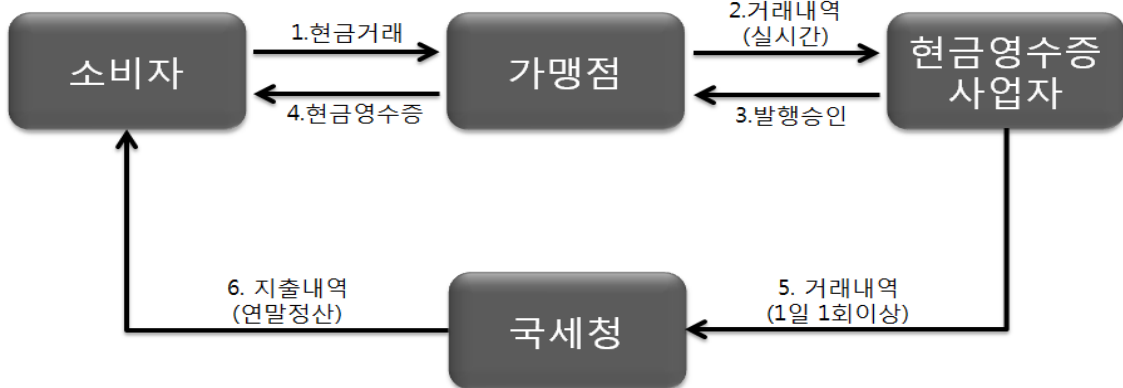 소비자
1.현금거래
4.현금영수증
가맹점
2.거래내역
(실시간)
3.발행승인
현금영수증
사업자
6. 지출내역
(연말정산)
국세청
5. 거래내역
(1일 1회이상)